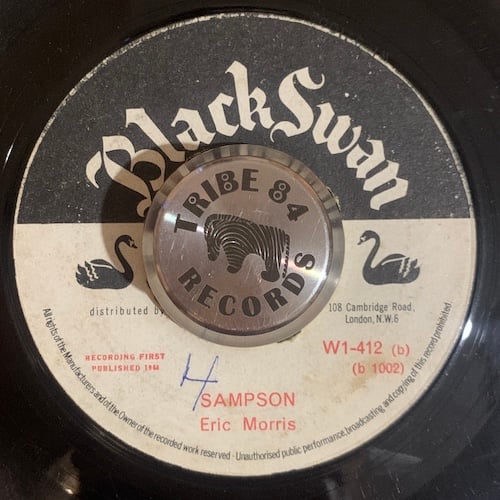 Black Swan
TRIBE 84
RECORDS
distributed by
108 Cambridge Road,
London, N.W.6
W1-412 (b)
(b 1002)
RECORDING FIRST
PUBLISHED 1964
4
SAMPSON
Eric Morris
All rights of the Manufacturers and of the Owner of the recorded work reserved - Unauthorised public performance, broadcasting and copying of this record prohibited